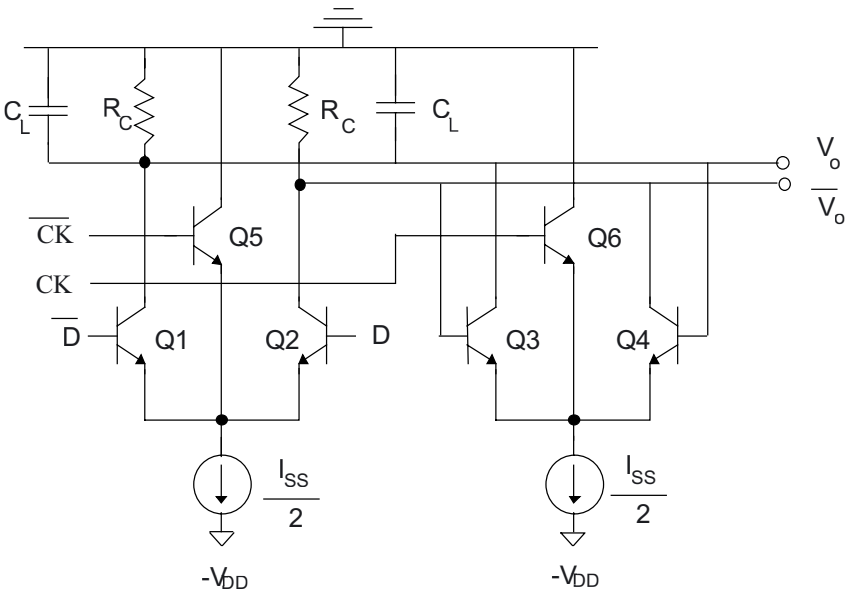 C_L R_C R_C C_L
V_o
V̅_o̅
C̅K̅ Q5 Q6
CK
D̅ Q1 Q2 D Q3 Q4
I_SS/2 I_SS/2
-V_DD -V_DD